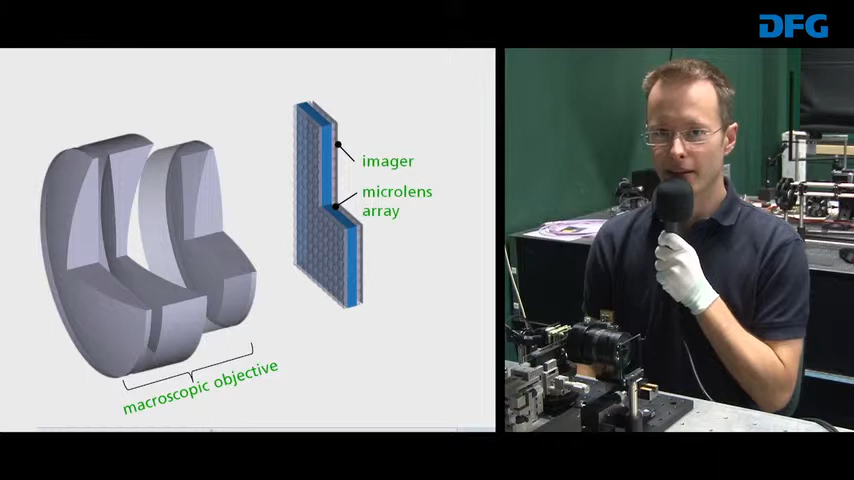 DFG
imager
microlens
array
macroscopic objective